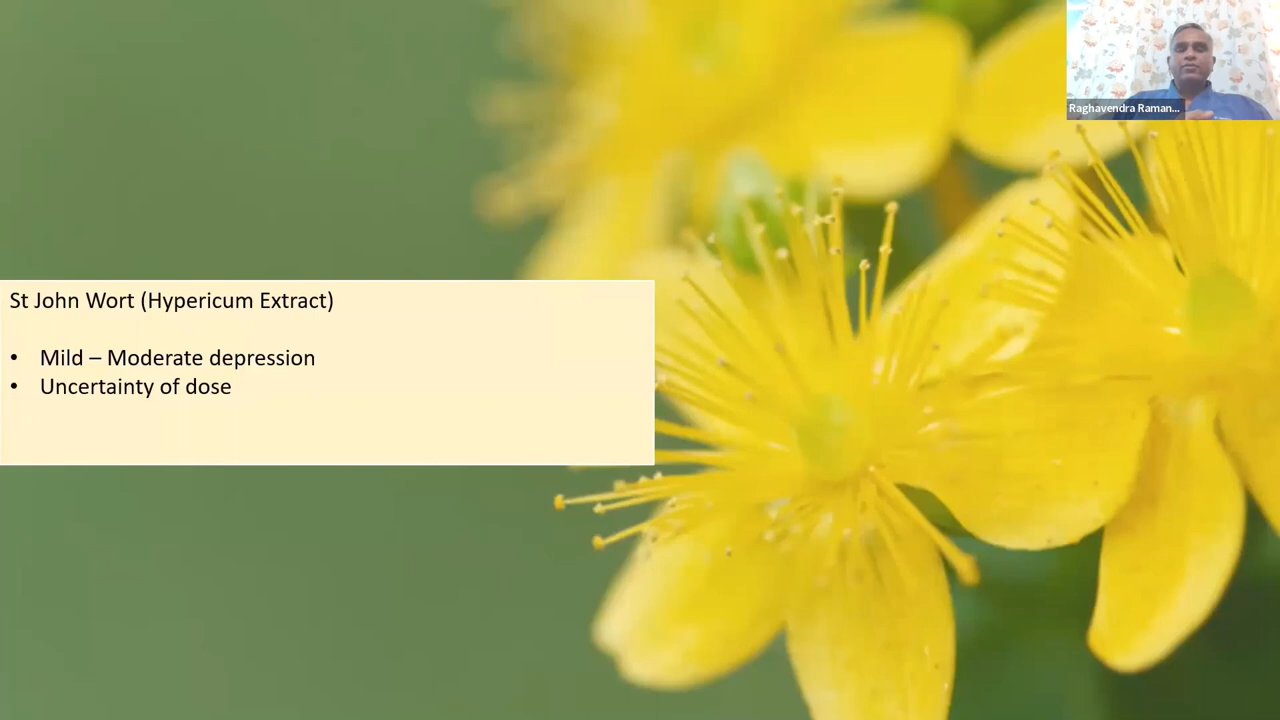 Raghavendra Raman...
St John Wort (Hypericum Extract)
• Mild – Moderate depression
• Uncertainty of dose